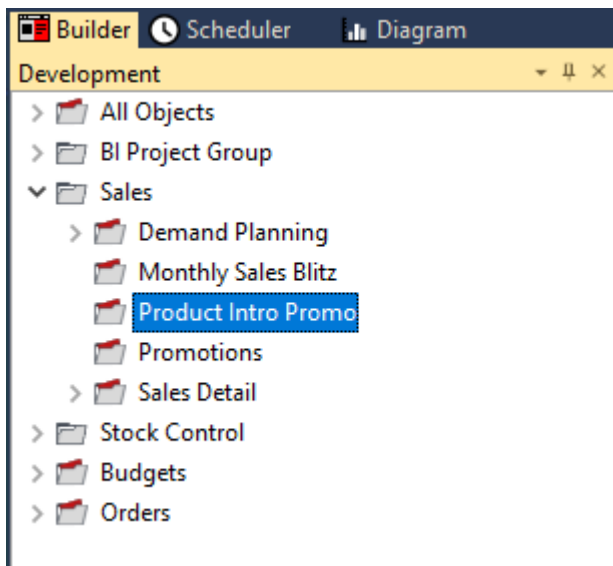 Builder Scheduler Diagram
Development
All Objects
BI Project Group
Sales
Demand Planning
Monthly Sales Blitz
Product Intro Promo
Promotions
Sales Detail
Stock Control
Budgets
Orders